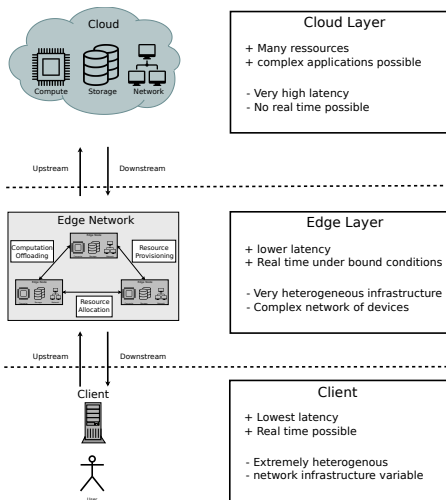 Cloud
Compute
Storage
Network
Cloud Layer
+ Many ressources
+ complex applications possible
- Very high latency
- No real time possible
Upstream
Downstream
Edge Network
Computation
Offloading
Resource
Provisioning
Resource
Allocation
Edge Layer
+ lower latency
+ Real time under bound conditions
- Very heterogeneous infrastructure
- Complex network of devices
Upstream
Downstream
Client
Client
+ Lowest latency
+ Real time possible
- Extremely heterogenous
- network infrastructure variable
User